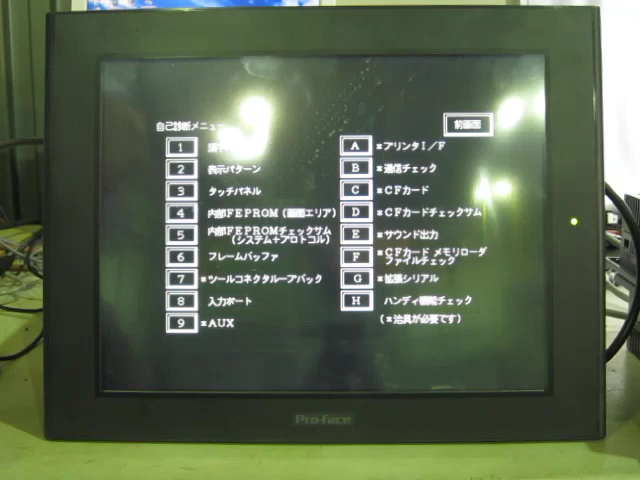 自己診断メニュー
前画面
1
2 表示パターン
3 タッチパネル
4 内部FEPROM(画面エリア)
5 内部FEPROMチェックサム
(システム+プロトコル)
6 フレームバッファ
7 *ツールコネクタループバック
8 入力ポート
9 *AUX
A *プリンタI/F
B *通信チェック
C *CFカード
D *CFカードチェックサム
E *サウンド出力
F *CFカード メモリローダ
ファイルチェック
G *拡張シリアル
H ハンディ機能チェック
(*治具が必要です)
Pro-face